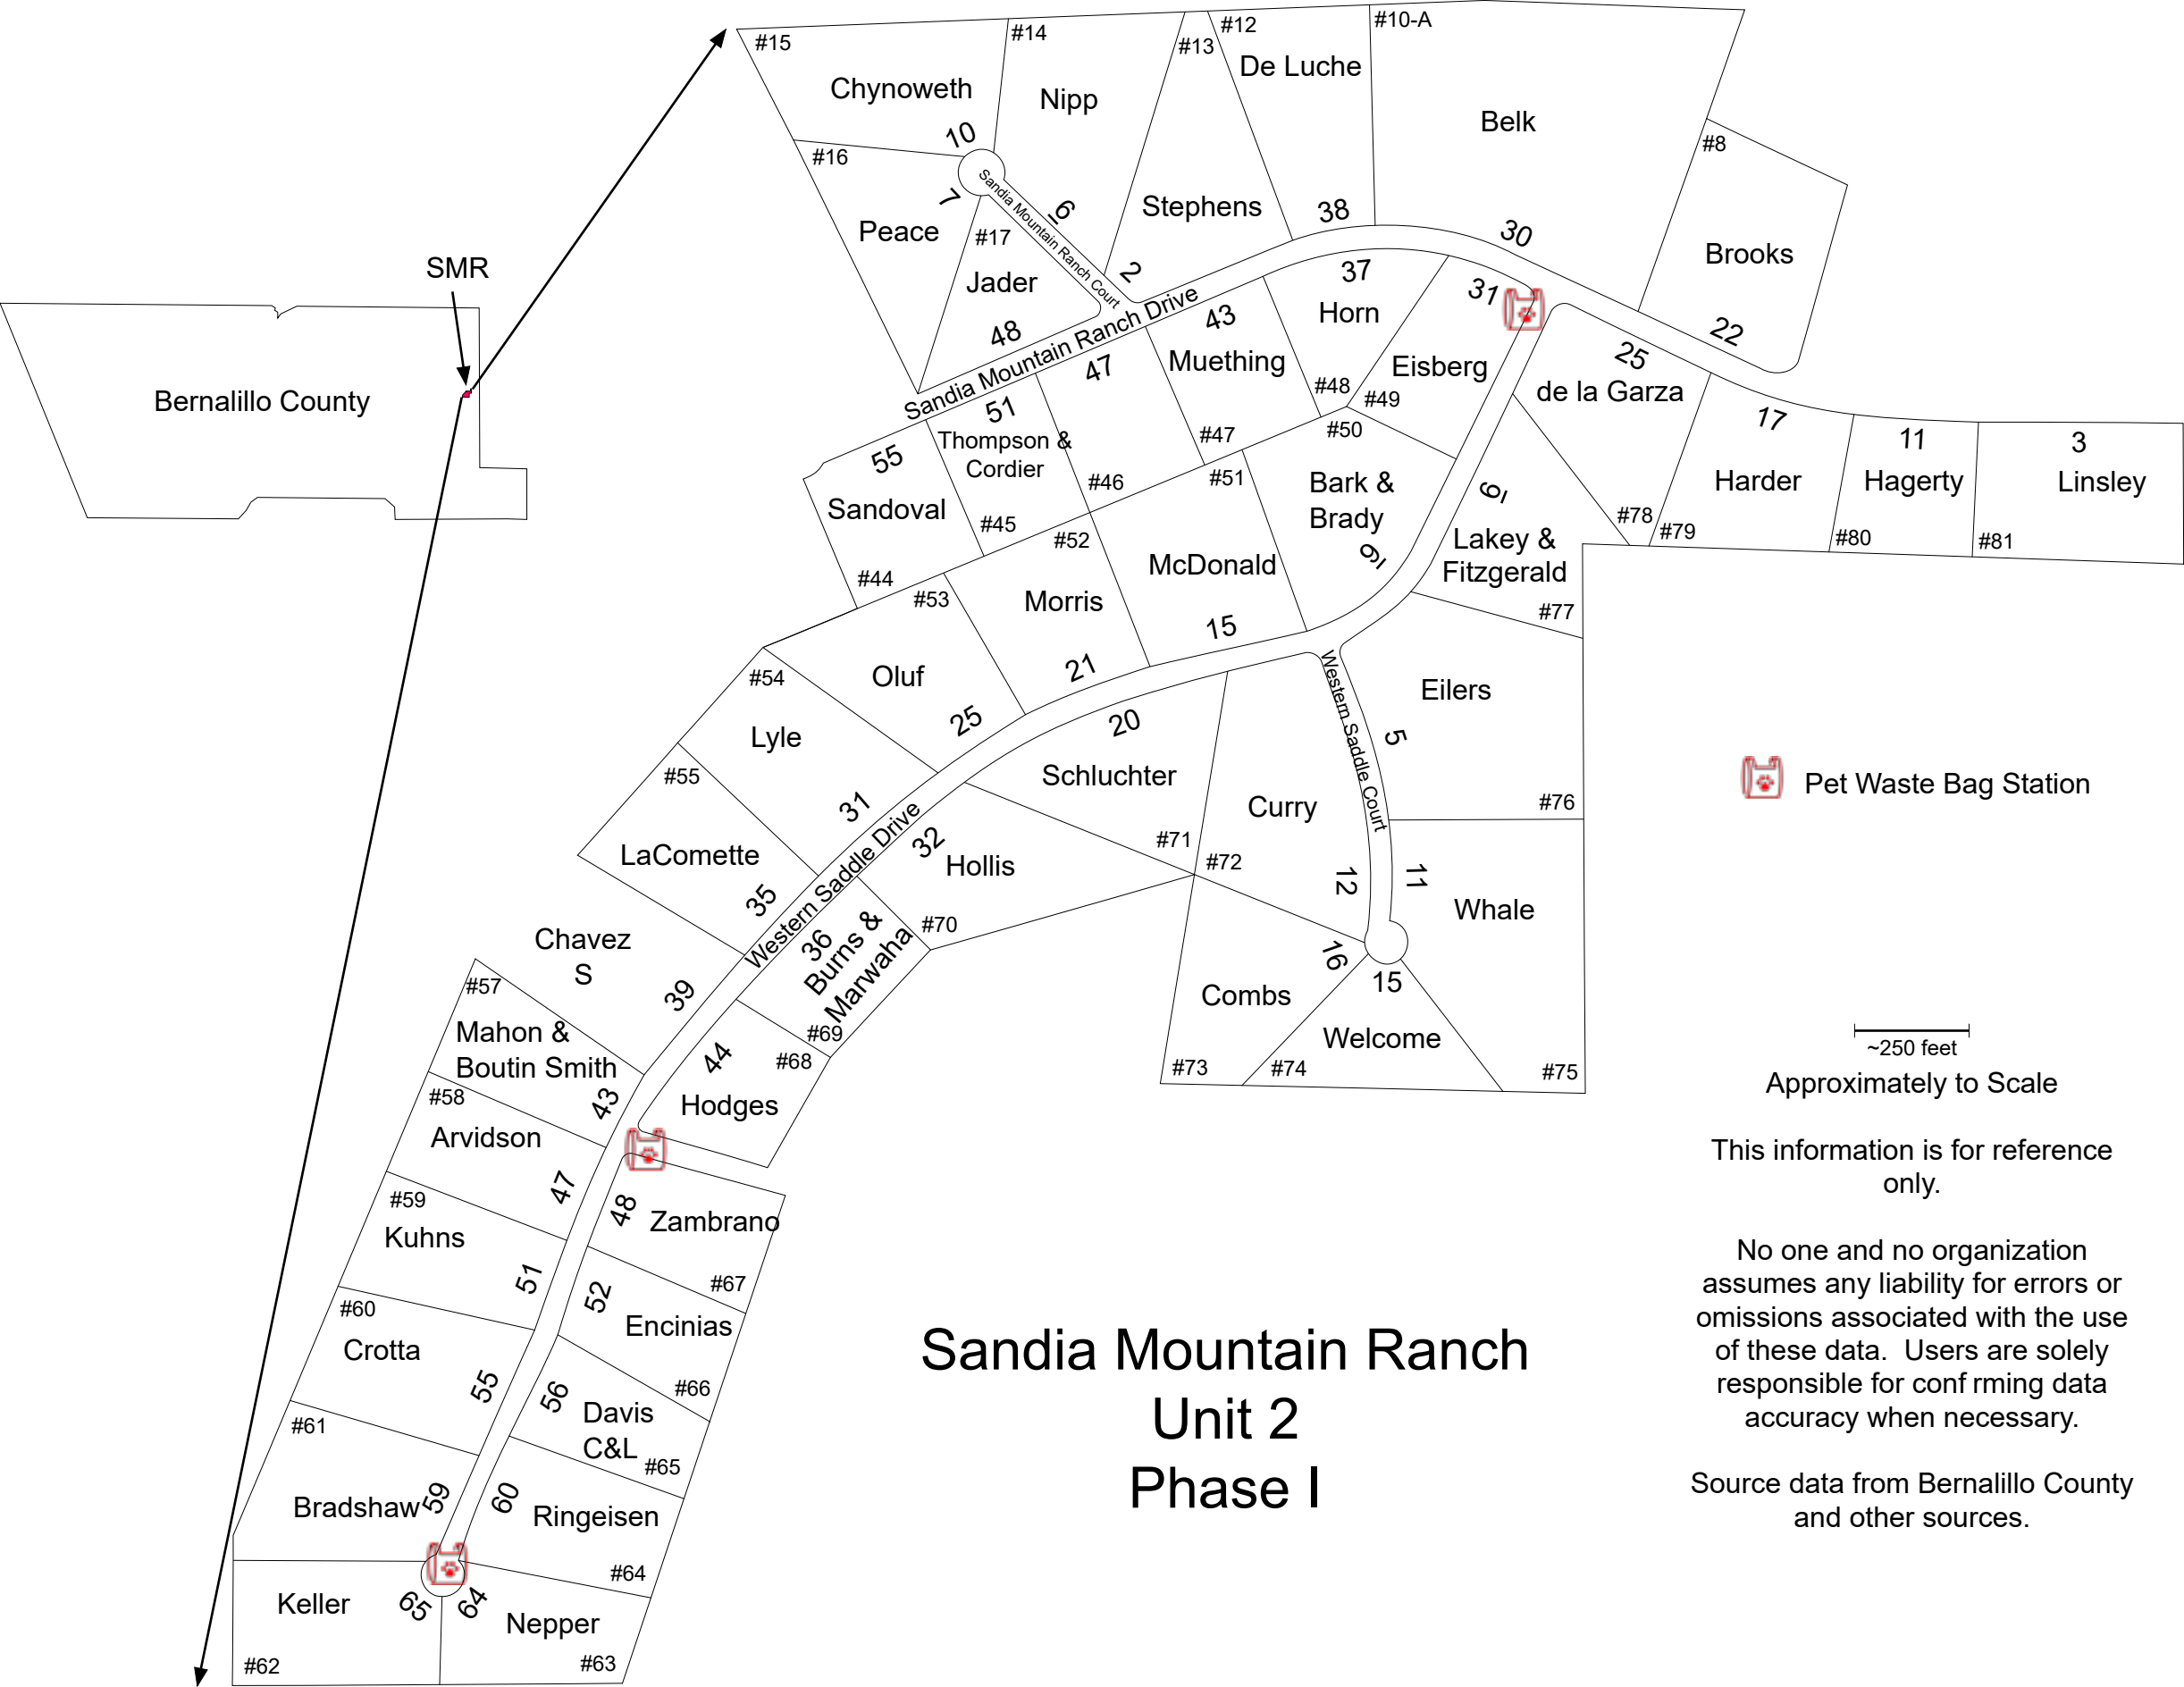 #15
#14
#12
#10-A
#13
De Luche
Chynoweth
Nipp
Belk
10
#8
#16
Sandia Mountain Ranch Court
7
6
Stephens
38
30
Peace
#17
Brooks
SMR
Jader
2
37
31
48
Sandia Mountain Ranch Drive
43
Horn
22
25
47
Muething
Eisberg
de la Garza
Bernalillo County
#48
#49
51
17
11
3
Thompson &
Cordier
#47
#50
55
Harder
Hagerty
Linsley
#46
#51
Bark &
Brady
9
Sandoval
#45
#78
#79
#80
#81
#52
Lakey &
Fitzgerald
McDonald
9
#44
#53
Morris
#77
15
Western Saddle Court
21
Oluf
#54
Eilers
25
20
5
Lyle
#55
Schluchter
Curry
#76
Pet Waste Bag Station
31
Western Saddle Drive
32
#71
#72
LaComette
Hollis
12
11
35
Whale
#70
36
Burns &
Marwaha
Chavez
S
16
15
#57
39
Combs
Mahon &
Boutin Smith
#69
Welcome
~250 feet
44
#68
#73
#74
#75
Approximately to Scale
#58
43
Hodges
Arvidson
This information is for reference
only.
47
#59
48
Zambrano
Kuhns
No one and no organization
assumes any liability for errors or
omissions associated with the use
of these data. Users are solely
responsible for conf rming data
accuracy when necessary.
51
#67
52
#60
Encinias
Crotta
Sandia Mountain Ranch
Unit 2
Phase I
55
56
#66
Davis
C&L
#61
#65
Source data from Bernalillo County
and other sources.
Bradshaw
59
60
Ringeisen
#64
Keller
65
64
Nepper
#62
#63